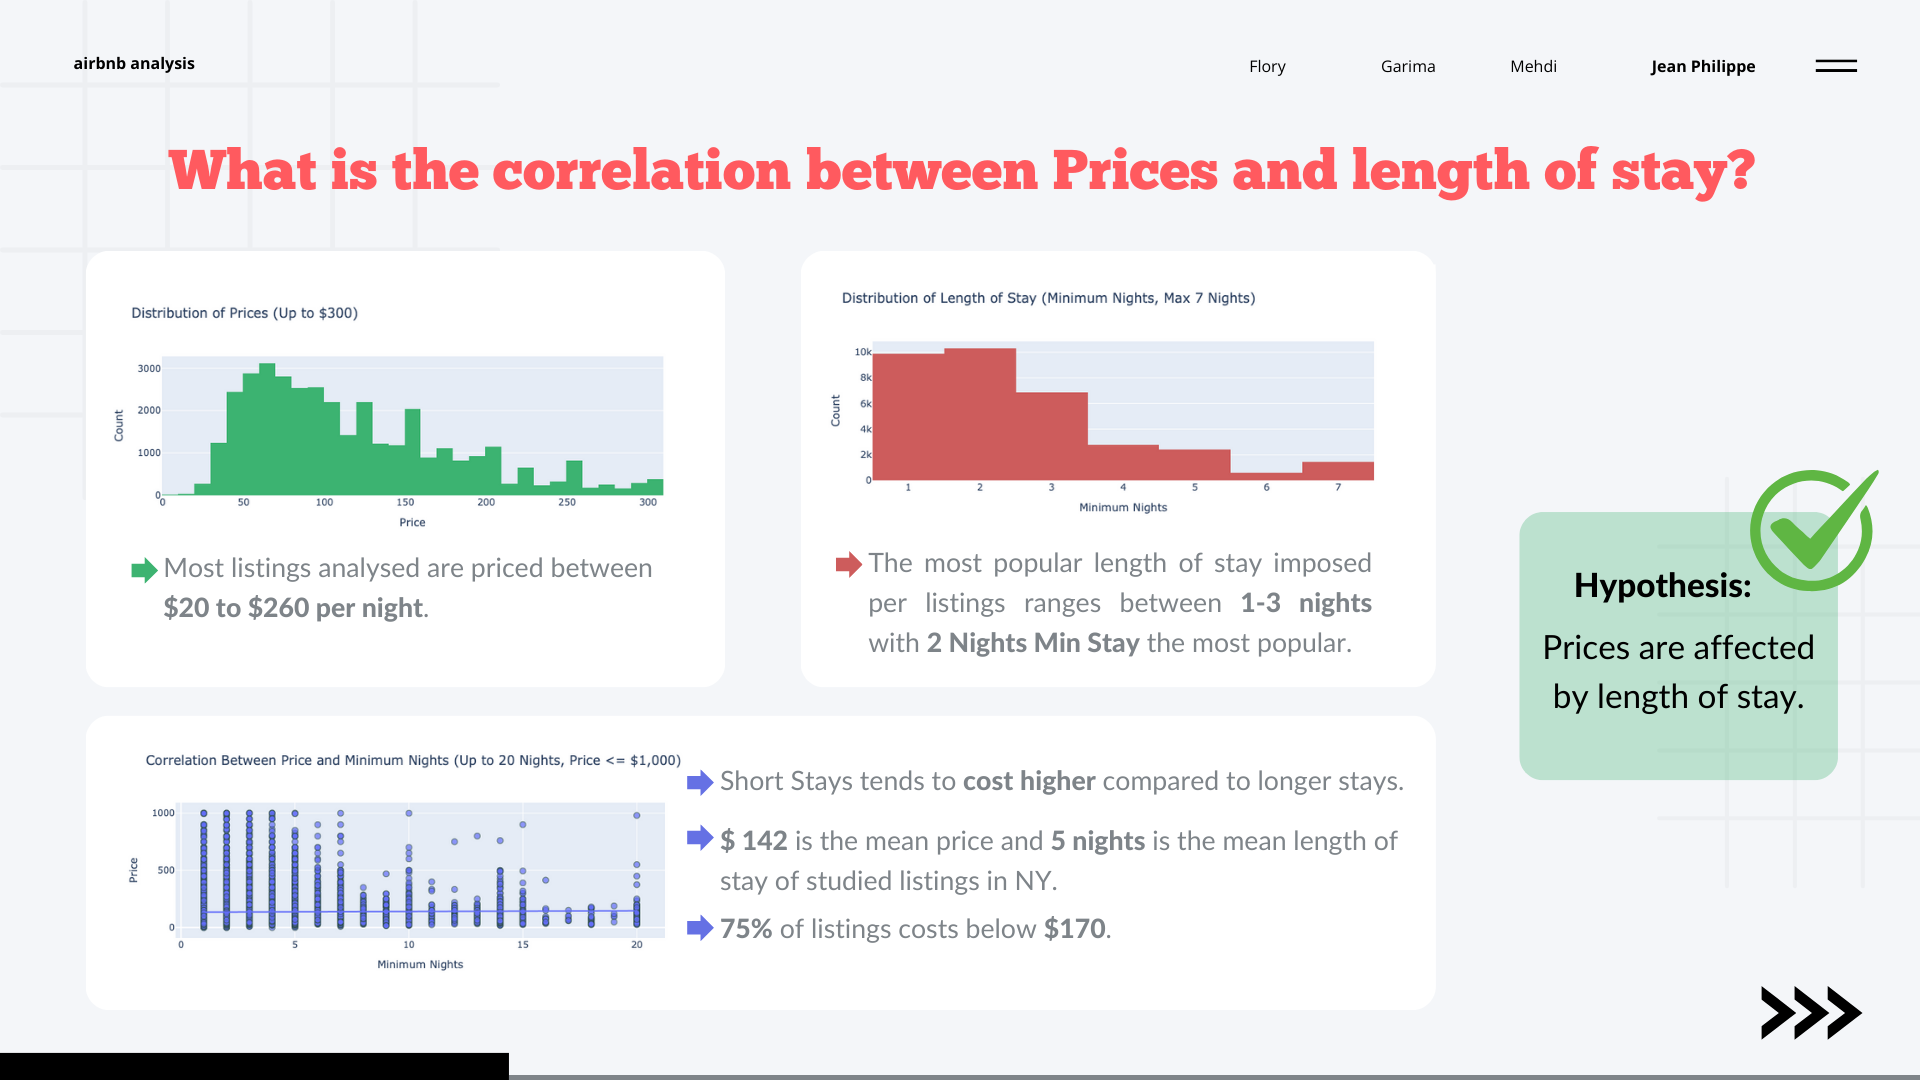 airbnb analysis
Flory Garima Mehdi Jean Philippe
What is the correlation between Prices and length of stay?
Distribution of Prices (Up to $300)
Count
3000
2000
1000
0
0 50 100 150 200 250 300
Price
Most listings analysed are priced between
$20 to $260 per night.
Distribution of Length of Stay (Minimum Nights, Max 7 Nights)
Count
10k
8k
6k
4k
2k
0
1 2 3 4 5 6 7
Minimum Nights
The most popular length of stay imposed
per listings ranges between 1-3 nights
with 2 Nights Min Stay the most popular.
Correlation Between Price and Minimum Nights (Up to 20 Nights, Price <= $1,000)
Price
1000
500
0
0 5 10 15 20
Minimum Nights
Short Stays tends to cost higher compared to longer stays.
$ 142 is the mean price and 5 nights is the mean length of
stay of studied listings in NY.
75% of listings costs below $170.
Hypothesis:
Prices are affected
by length of stay.